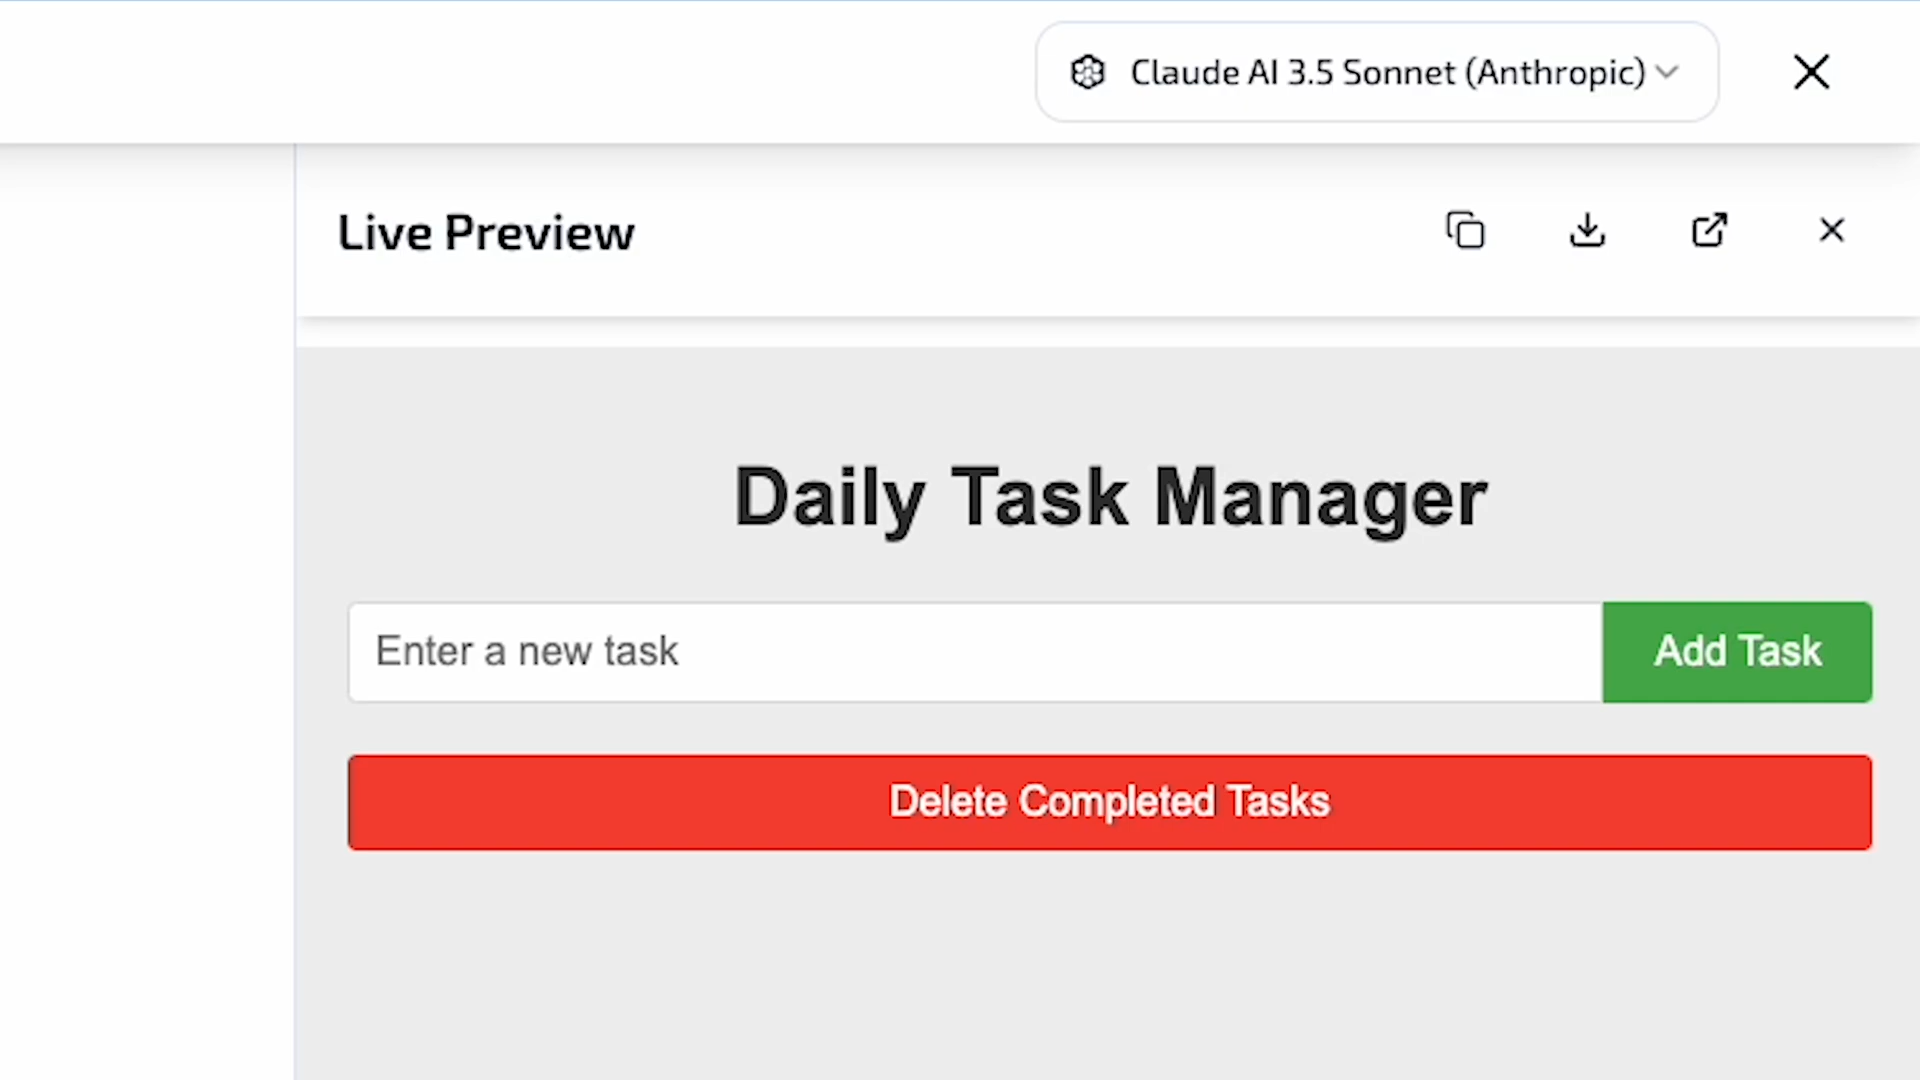 Claude AI 3.5 Sonnet (Anthropic)
Live Preview
Daily Task Manager
Enter a new task
Add Task
Delete Completed Tasks